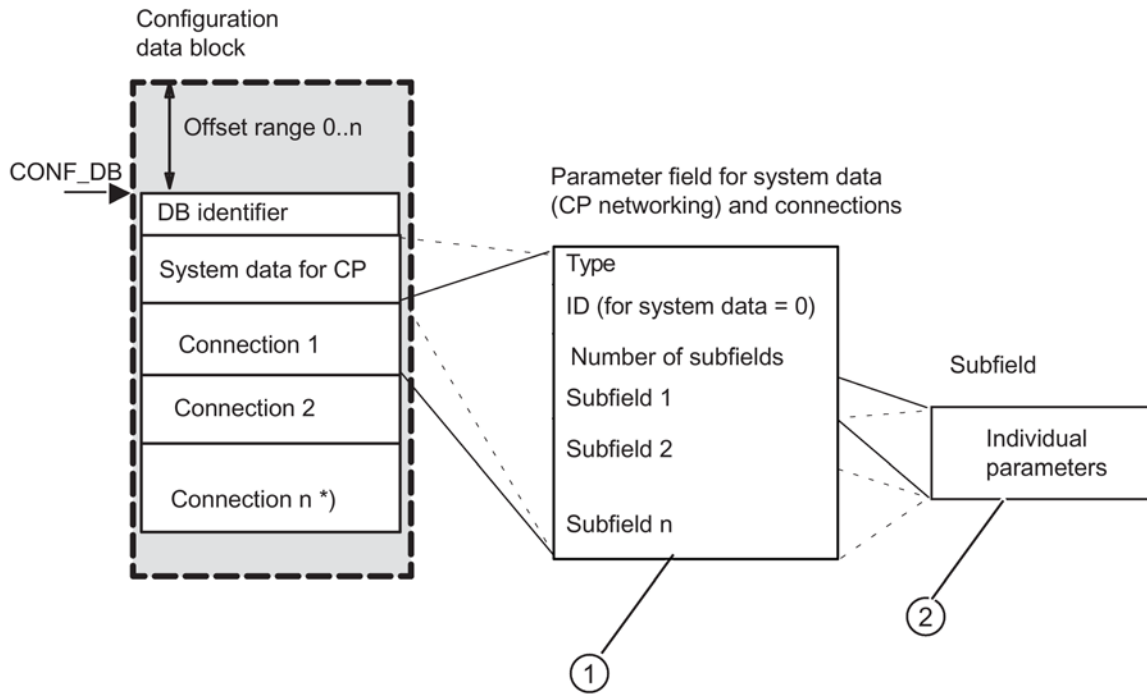 Configuration
data block
Offset range 0..n
CONF_DB
DB identifier
System data for CP
Connection 1
Connection 2
Connection n *)
Parameter field for system data
(CP networking) and connections
Type
ID (for system data = 0)
Number of subfields
Subfield 1
Subfield 2
Subfield n
Subfield
Individual
parameters
1
2